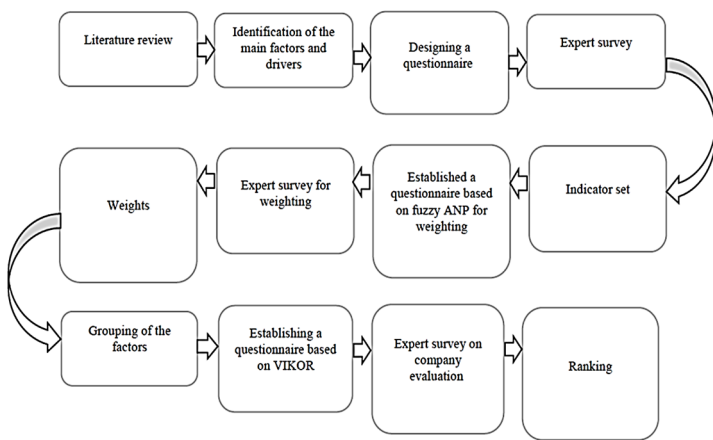 Literature review
Identification of the
main factors and
drivers
Designing a
questionnaire
Expert survey
Indicator set
Established a
questionnaire based
on fuzzy ANP for
weighting
Expert survey for
weighting
Weights
Grouping of the
factors
Establishing a
questionnaire based
on VIKOR
Expert survey on
company
evaluation
Ranking